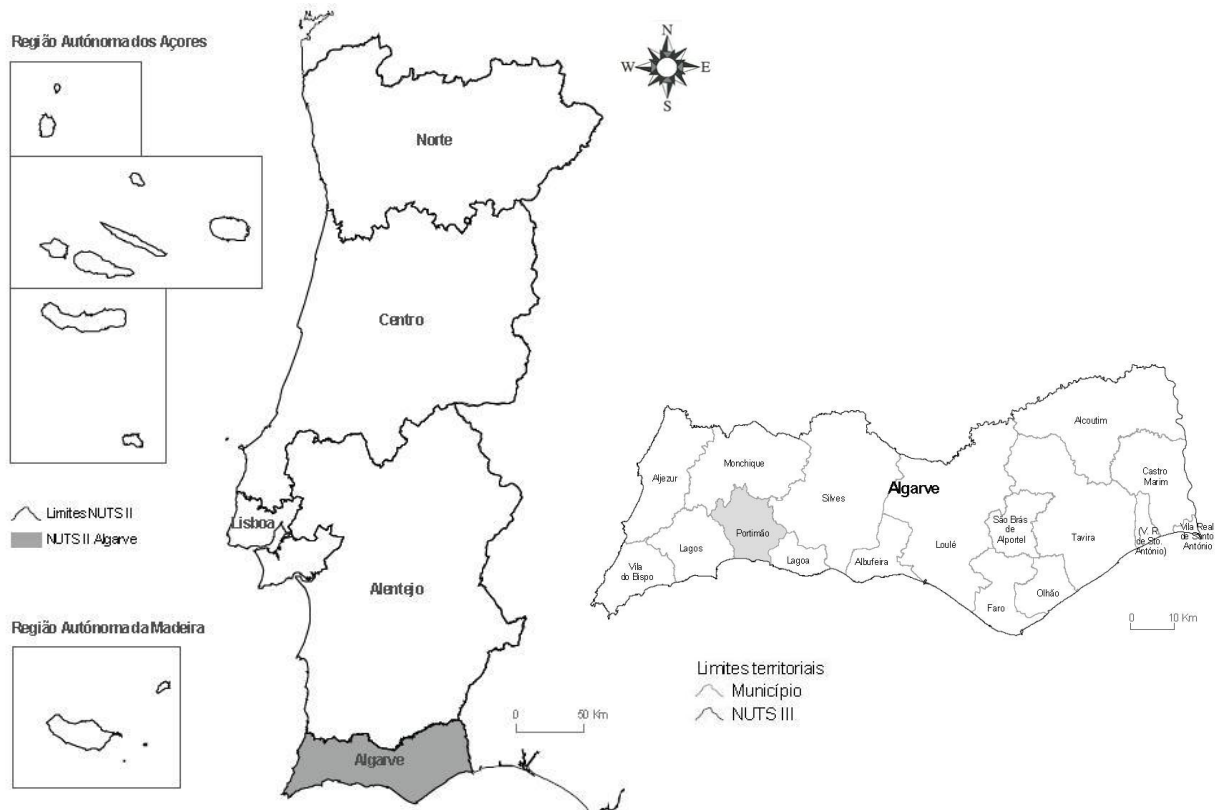 Região Autónoma dos Açores
N
W
E
S
Norte
Centro
Lisboa
Limites NUTS II
NUTS II Algarve
Alentejo
Região Autónoma da Madeira
0
50 Km
Algarve
Alcoutim
Monchique
Aljezur
Castro
Marim
Silves
Algarve
Portimão
São Brás
de
Alportel
Tavira
(V. R.
de Sto.
António)
Vila Real
de Santo
António
Lagos
Lagoa
Albufeira
Loulé
Vila
do Bispo
Faro
Olhão
0
10 Km
Limites territoriais
Município
NUTS III